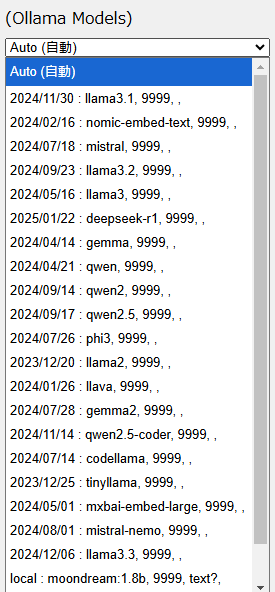 (Ollama Models)
Auto (自動)
Auto (自動)
2024/11/30 : llama3.1, 9999, ,
2024/02/16 : nomic-embed-text, 9999, ,
2024/07/18 : mistral, 9999, ,
2024/09/23 : llama3.2, 9999, ,
2024/05/16 : llama3, 9999, ,
2025/01/22 : deepseek-r1, 9999, ,
2024/04/14 : gemma, 9999, ,
2024/04/21 : qwen, 9999, ,
2024/09/14 : qwen2, 9999, ,
2024/09/17 : qwen2.5, 9999, ,
2024/07/26 : phi3, 9999, ,
2023/12/20 : llama2, 9999, ,
2024/01/26 : llava, 9999, ,
2024/07/28 : gemma2, 9999, ,
2024/11/14 : qwen2.5-coder, 9999, ,
2024/07/14 : codellama, 9999, ,
2023/12/25 : tinyllama, 9999, ,
2024/05/01 : mxbai-embed-large, 9999, ,
2024/08/01 : mistral-nemo, 9999, ,
2024/12/06 : llama3.3, 9999, ,
local : moondream:1.8b, 9999, text?,